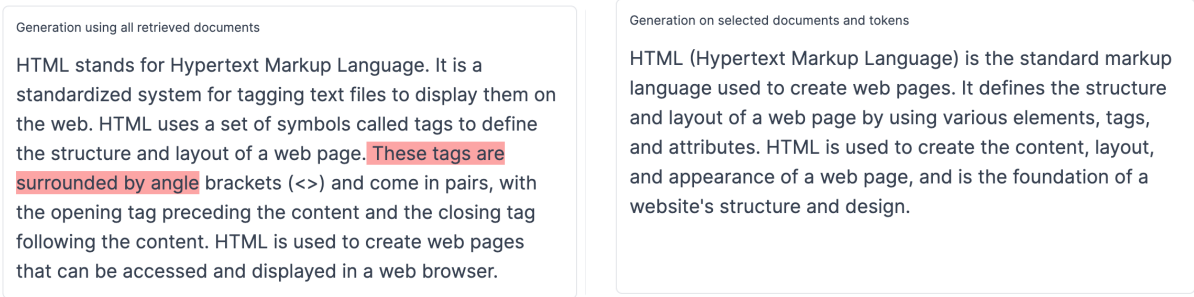 Generation using all retrieved documents
HTML stands for Hypertext Markup Language. It is a
standardized system for tagging text files to display them on
the web. HTML uses a set of symbols called tags to define
the structure and layout of a web page. These tags are
surrounded by angle brackets (<>) and come in pairs, with
the opening tag preceding the content and the closing tag
following the content. HTML is used to create web pages
that can be accessed and displayed in a web browser.
Generation on selected documents and tokens
HTML (Hypertext Markup Language) is the standard markup
language used to create web pages. It defines the structure
and layout of a web page by using various elements, tags,
and attributes. HTML is used to create the content, layout,
and appearance of a web page, and is the foundation of a
website's structure and design.